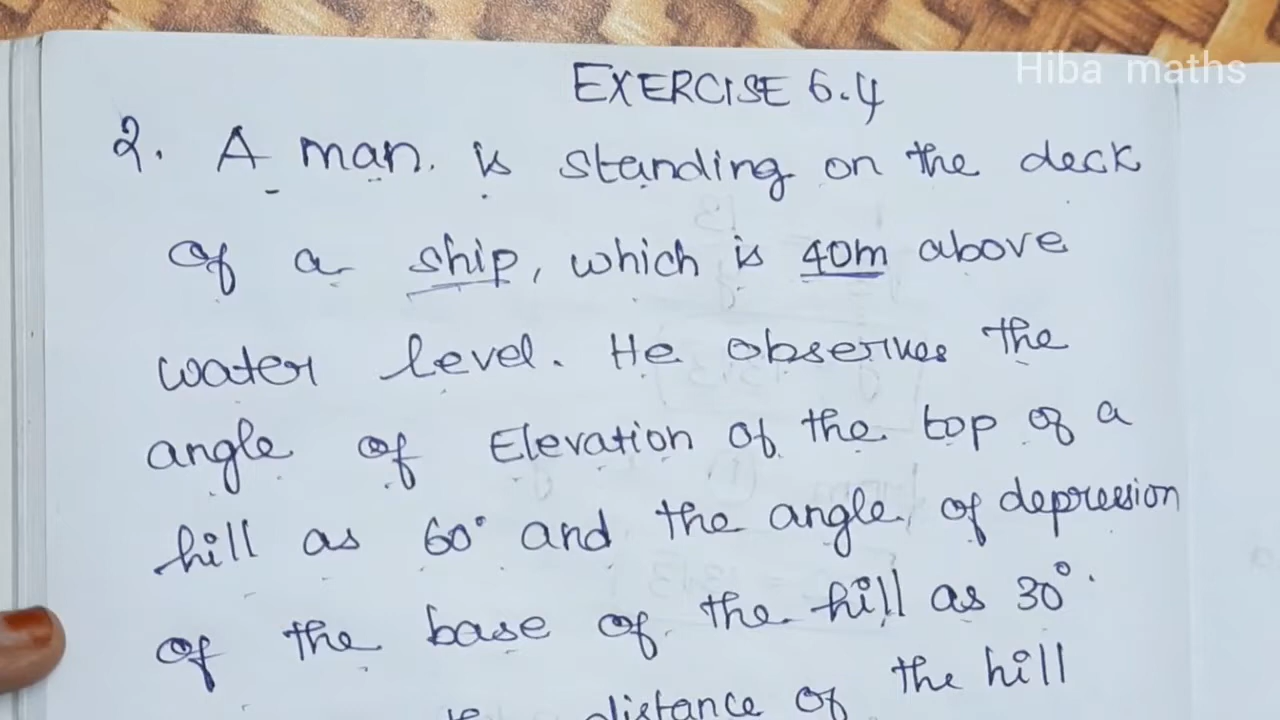 Hiba maths
EXERCISE 6.4
2. A man. is standing on the deck
of a ship, which is 40m above
water level. He observes the
angle of Elevation of the top of a
hill as 60° and the angle of depression
of the base of the hill as 30°.
distance of the hill